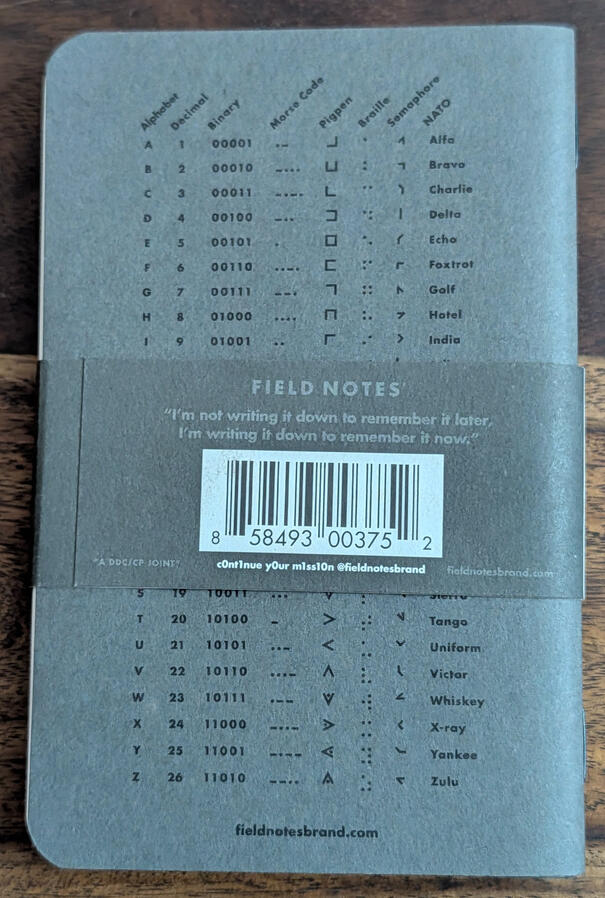 Alphabet Decimal Binary Morse Code Pigpen Braille Semaphore NATO
A 1 00001 Alfa
B 2 00010 Bravo
C 3 00011 Charlie
D 4 00100 Delta
E 5 00101 Echo
F 6 00110 Foxtrot
G 7 00111 Golf
H 8 01000 Hotel
I 9 01001 India
FIELD NOTES
“I’m not writing it down to remember it later,
I’m writing it down to remember it now.”
8 58493 00375 2
“A DDC/CP JOINT” c0nt1nue y0ur m1ss10n @fieldnotesbrand fieldnotesbrand.com
S 19 10011 Sierra
T 20 10100 Tango
U 21 10101 Uniform
V 22 10110 Victor
W 23 10111 Whiskey
X 24 11000 X-ray
Y 25 11001 Yankee
Z 26 11010 Zulu
fieldnotesbrand.com